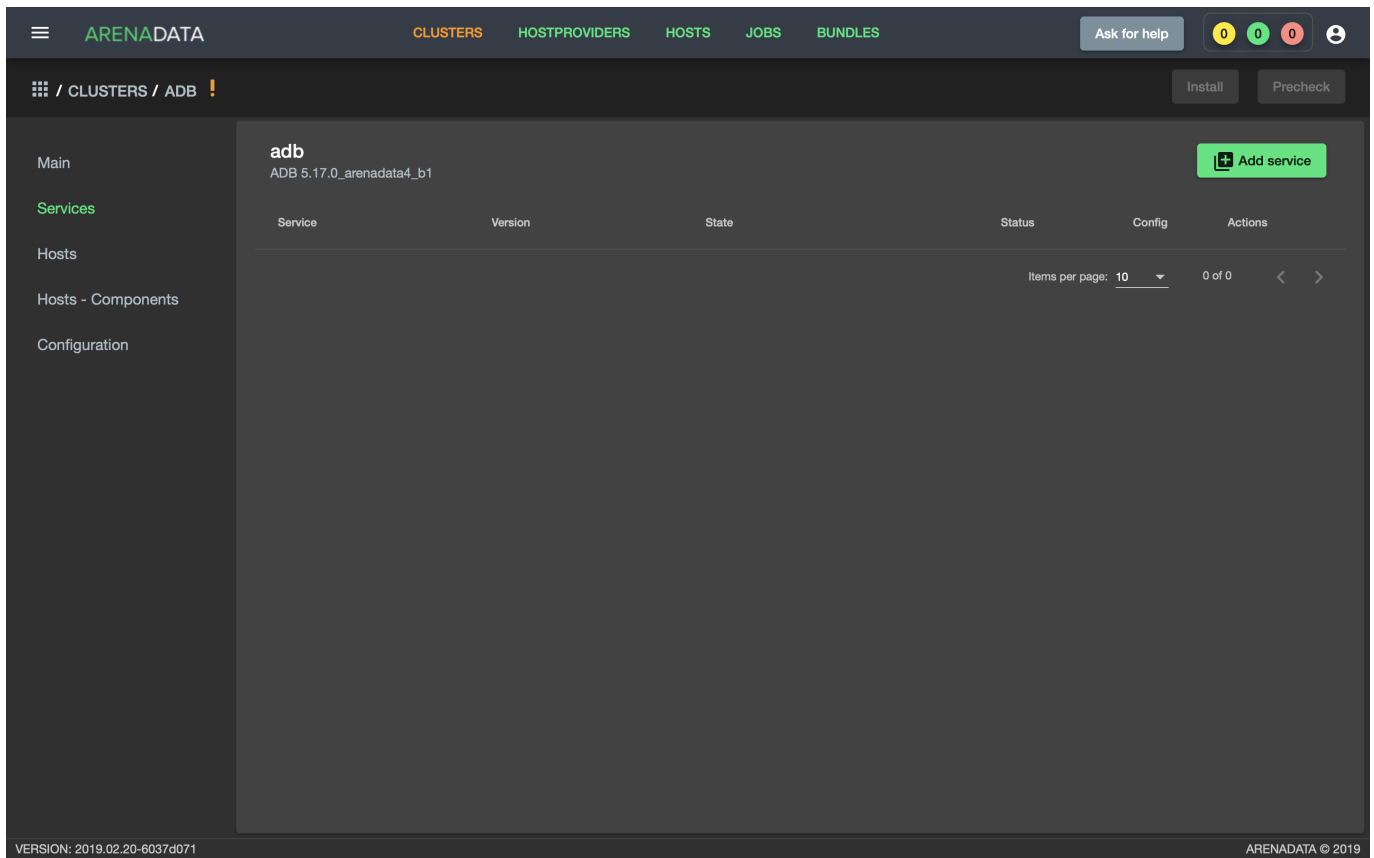 ARENADATA CLUSTERS HOSTPROVIDERS HOSTS JOBS BUNDLES Ask for help 0 0 0
/ CLUSTERS / ADB ! Install Precheck
Main
Services
Hosts
Hosts - Components
Configuration
adb
ADB 5.17.0_arenadata4_b1
Add service
Service Version State Status Config Actions
Items per page: 10 0 of 0
VERSION: 2019.02.20-6037d071 ARENADATA © 2019